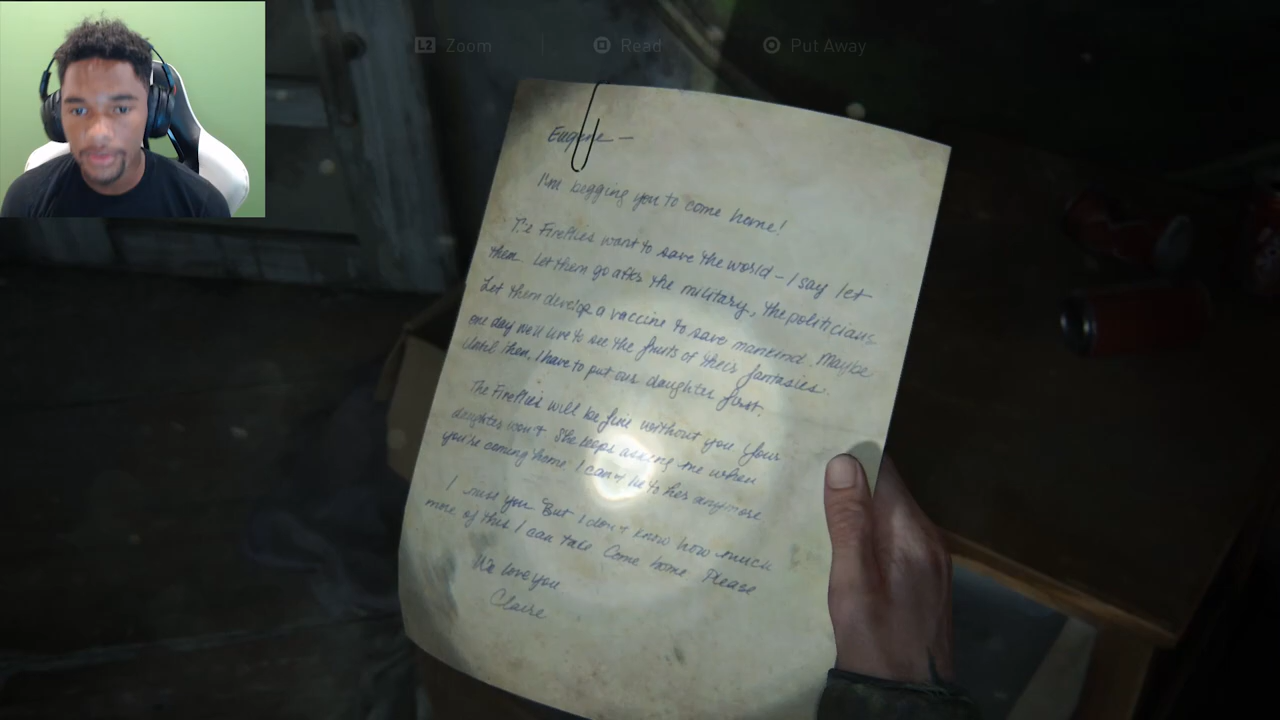 L2 Zoom | Read Put Away
Eugene —
I'm begging you to come home!
The Fireflies want to save the world - I say let
them. Let them go after the military, the politicians.
Let them develop a vaccine to save mankind. Maybe
one day we'll live to see the fruits of their fantasies.
Until then, I have to put our daughter first.
The Fireflies will be fine without you. Your
daughter won't. She keeps asking me when
you're coming home. I can't lie to her anymore
I miss you But I don't know how much
more of this I can take Come home Please
We love you
Claire